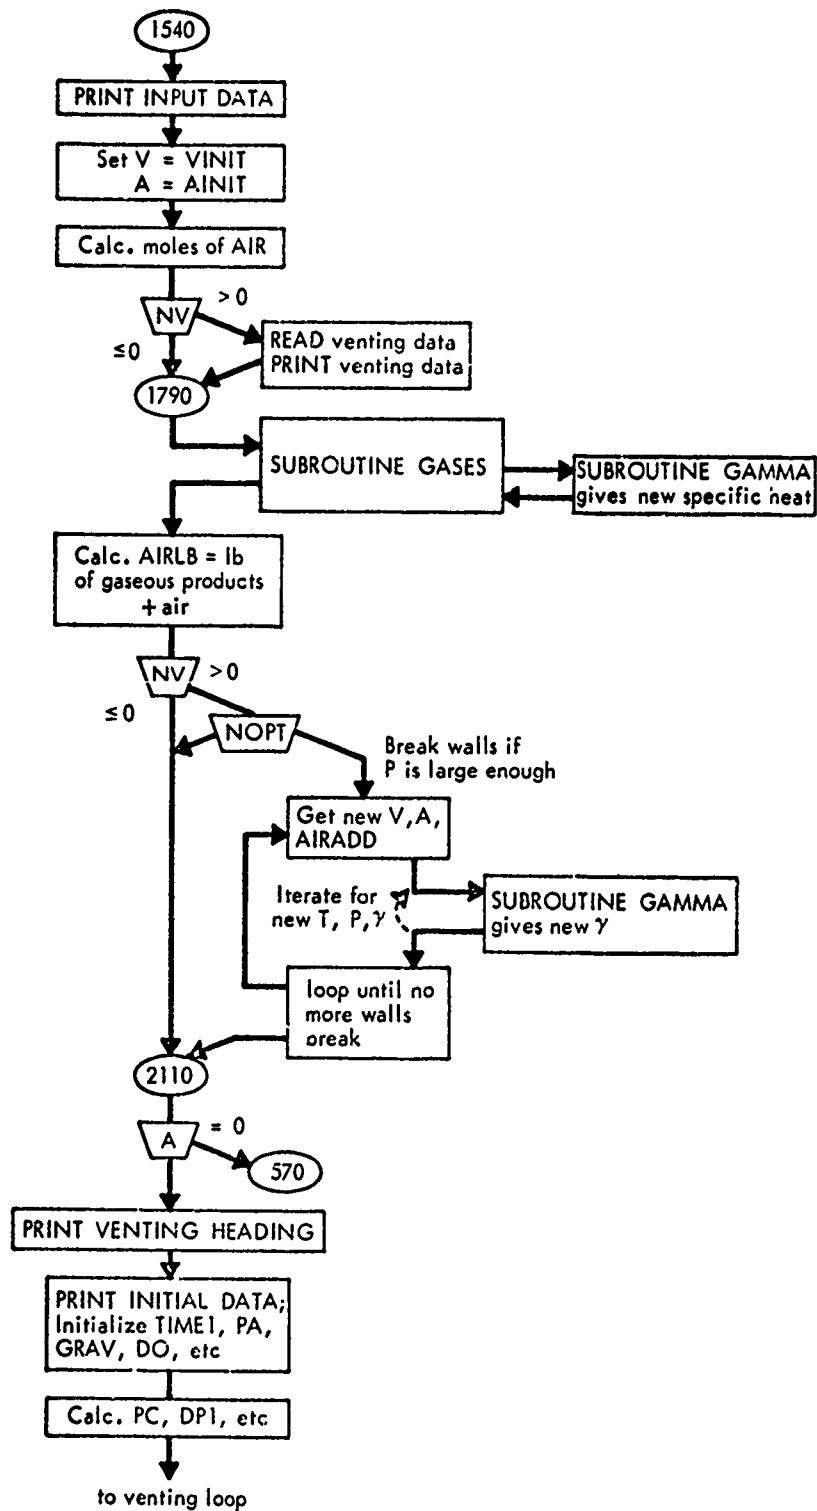 1540
PRINT INPUT DATA
Set V = VINIT
A = AINIT
Calc. moles of AIR
NV
> 0
≤0
READ venting data
PRINT venting data
1790
SUBROUTINE GASES
SUBROUTINE GAMMA
gives new specific heat
Calc. AIRLB = lb
of gaseous products
+ air
NV
>0
≤0
NOPT
Break walls if
P is large enough
Get new V,A,
AIRADD
Iterate for
new T, P,γ
SUBROUTINE GAMMA
gives new γ
loop until no
more walls
break
2110
A
= 0
570
PRINT VENTING HEADING
PRINT INITIAL DATA;
Initialize TIME1, PA,
GRAV, DO, etc
Calc. PC, DP1, etc
to venting loop